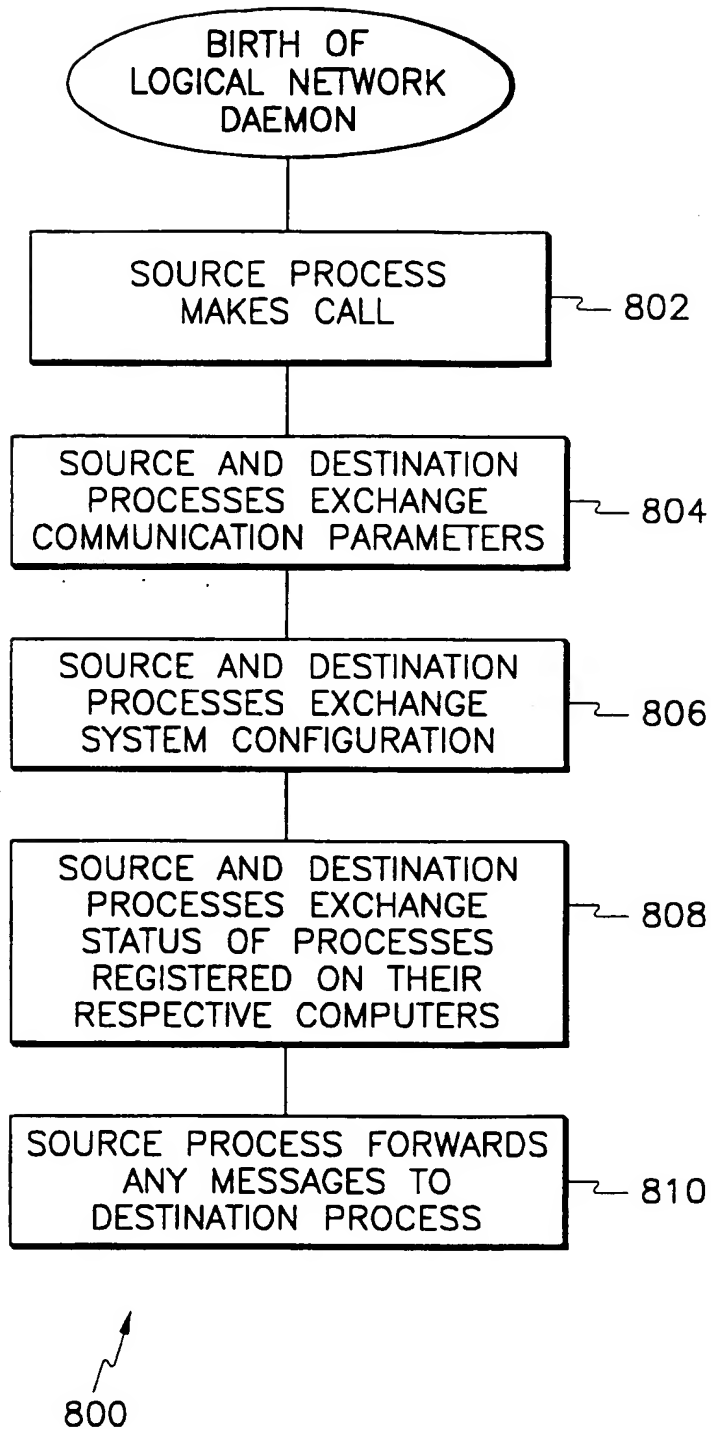 BIRTH OF
LOGICAL NETWORK
DAEMON
SOURCE PROCESS
MAKES CALL
802
SOURCE AND DESTINATION
PROCESSES EXCHANGE
COMMUNICATION PARAMETERS
804
SOURCE AND DESTINATION
PROCESSES EXCHANGE
SYSTEM CONFIGURATION
806
SOURCE AND DESTINATION
PROCESSES EXCHANGE
STATUS OF PROCESSES
REGISTERED ON THEIR
RESPECTIVE COMPUTERS
808
SOURCE PROCESS FORWARDS
ANY MESSAGES TO
DESTINATION PROCESS
810
800